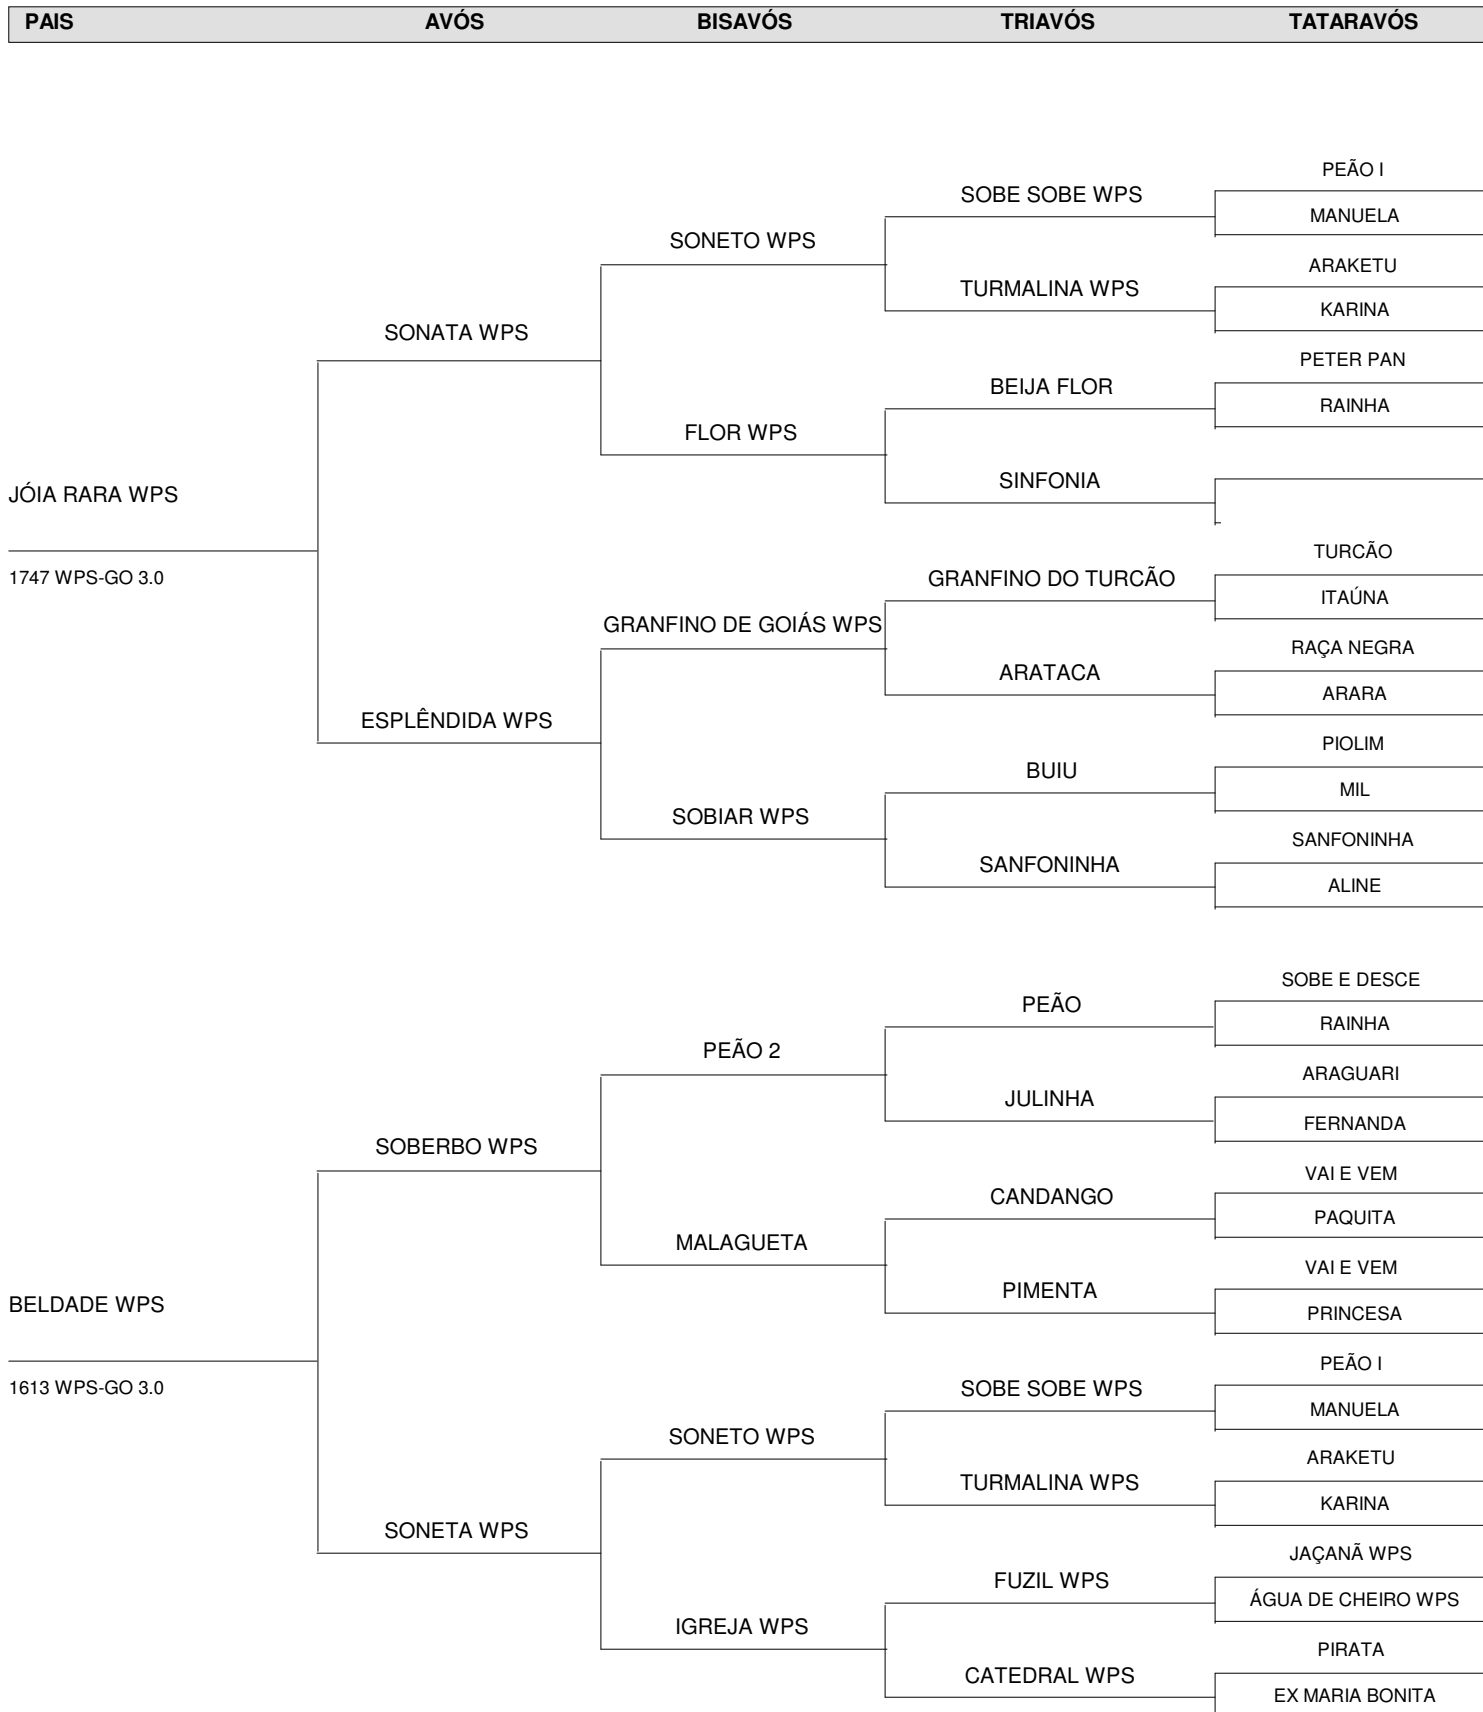 PAIS AVÓS BISAVÓS TRIAVÓS TATARAVÓS
PEÃO I
SOBE SOBE WPS
MANUELA
SONETO WPS
ARAKETU
TURMALINA WPS
KARINA
SONATA WPS
PETER PAN
BEIJA FLOR
RAINHA
FLOR WPS
SINFONIA
JÓIA RARA WPS
TURCÃO
1747 WPS-GO 3.0
GRANFINO DO TURCÃO
ITAÚNA
GRANFINO DE GOIÁS WPS
RAÇA NEGRA
ARATACA
ARARA
ESPLÊNDIDA WPS
PIOLIM
BUIU
MIL
SOBIAR WPS
SANFONINHA
SANFONINHA
ALINE
SOBE E DESCE
PEÃO
RAINHA
PEÃO 2
ARAGUARI
JULINHA
FERNANDA
SOBERBO WPS
VAI E VEM
CANDANGO
PAQUITA
MALAGUETA
VAI E VEM
PIMENTA
BELDADE WPS
PRINCESA
PEÃO I
1613 WPS-GO 3.0
SOBE SOBE WPS
MANUELA
SONETO WPS
ARAKETU
TURMALINA WPS
KARINA
SONETA WPS
JAÇANÃ WPS
FUZIL WPS
ÁGUA DE CHEIRO WPS
IGREJA WPS
PIRATA
CATEDRAL WPS
EX MARIA BONITA